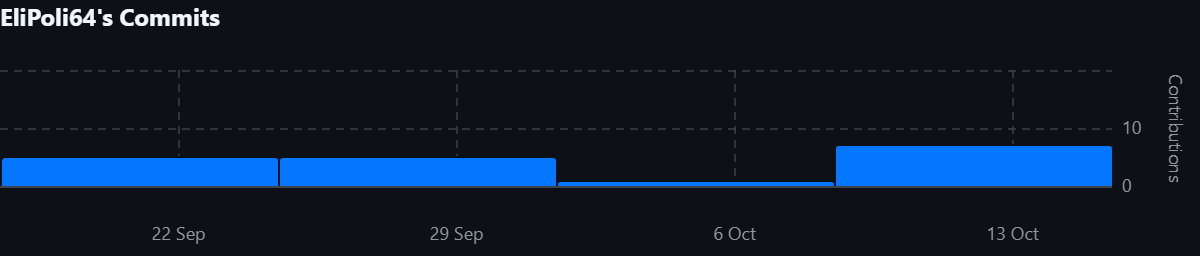 EliPoli64's Commits
Contributions
10
0
22 Sep
29 Sep
6 Oct
13 Oct